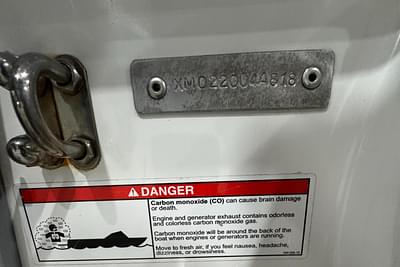 XMO22004A818
DANGER
Carbon monoxide (CO) can cause brain damage
or death.
Engine and generator exhaust contains odorless
and colorless carbon monoxide gas.
Carbon monoxide will be around the back of the
boat when engines or generators are running.
Move to fresh air, if you feel nausea, headache,
dizziness, or drowsiness.